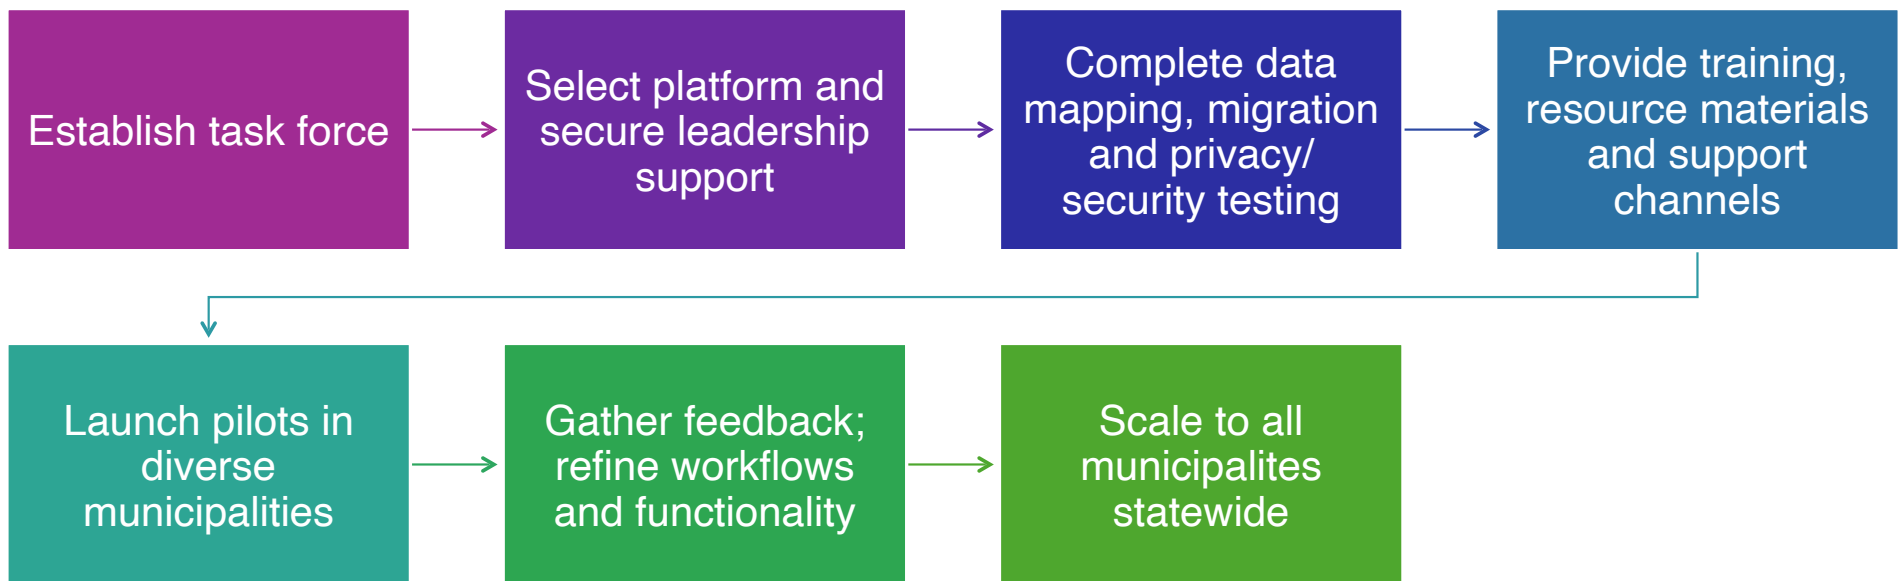 Establish task force
Select platform and
secure leadership
support
Complete data
mapping, migration
and privacy/
security testing
Provide training,
resource materials
and support
channels
Launch pilots in
diverse
municipalities
Gather feedback;
refine workflows
and functionality
Scale to all
municipalites
statewide